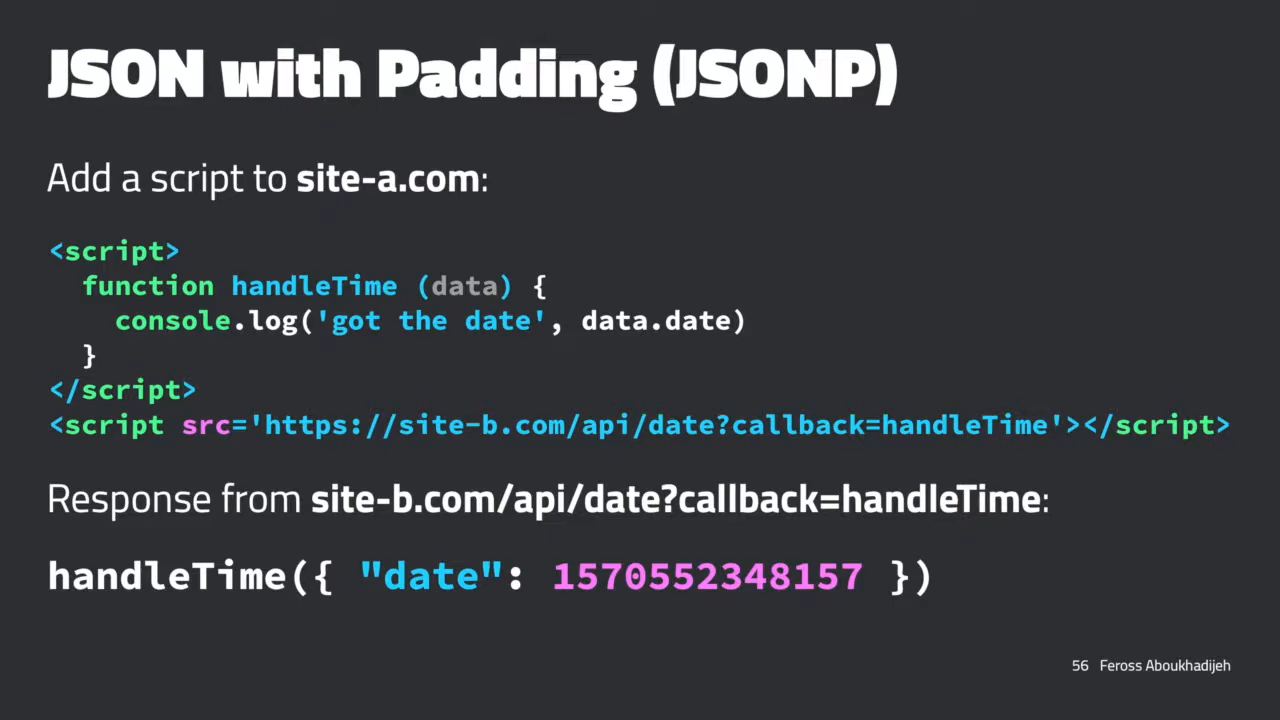 JSON with Padding (JSONP)
Add a script to site-a.com:
<script>
  function handleTime (data) {
    console.log('got the date', data.date)
  }
</script>
<script src='https://site-b.com/api/date?callback=handleTime'></script>
Response from site-b.com/api/date?callback=handleTime:
handleTime({ "date": 1570552348157 })
56 Feross Aboukhadijeh